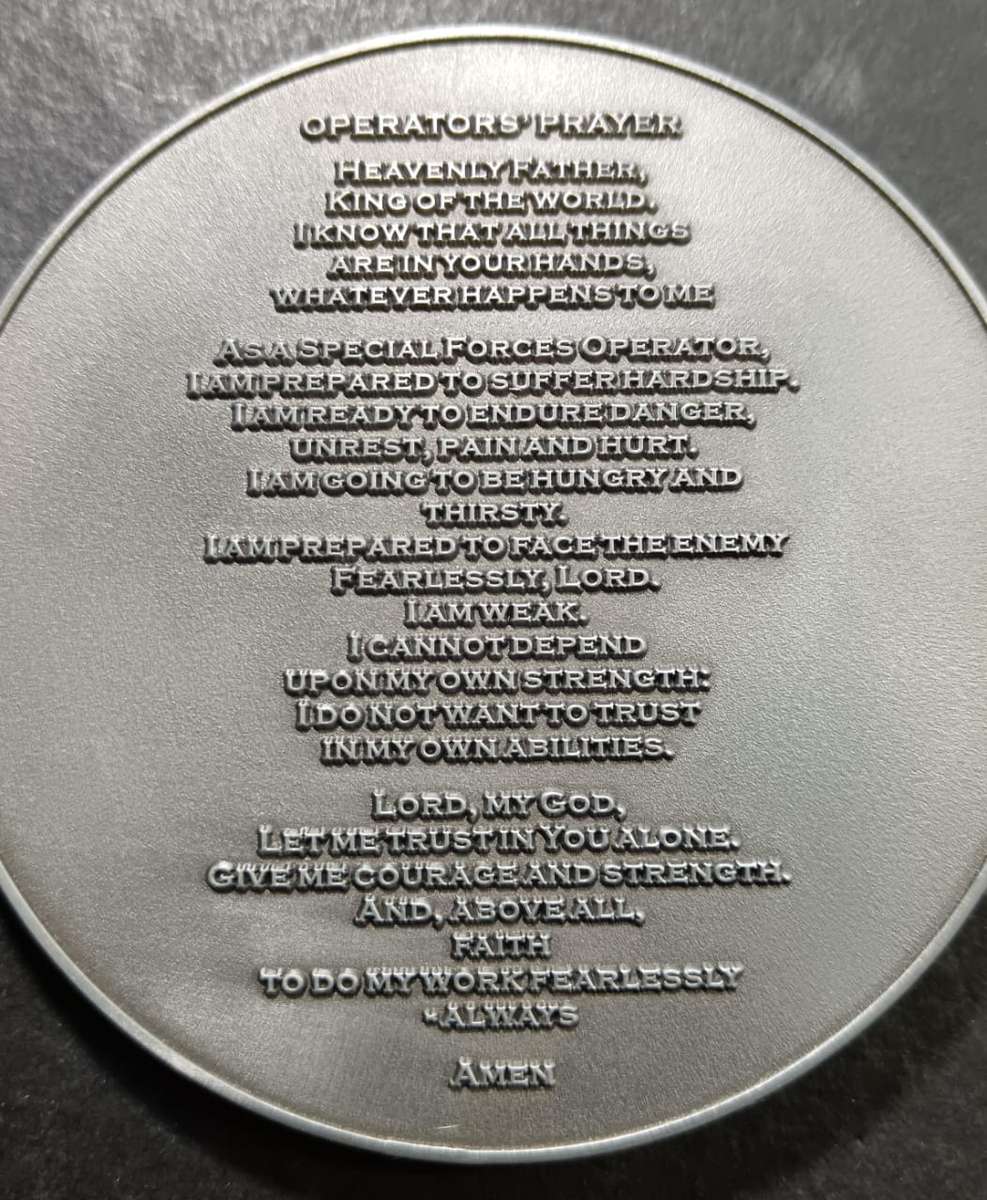 OPERATORS' PRAYER
HEAVENLY FATHER,
KING OF THE WORLD.
I KNOW THAT ALL THINGS
ARE IN YOUR HANDS,
WHATEVER HAPPENS TO ME
AS A SPECIAL FORCES OPERATOR,
I AM PREPARED TO SUFFER HARDSHIP.
I AM READY TO ENDURE DANGER,
UNREST, PAIN AND HURT.
I AM GOING TO BE HUNGRY AND
THIRSTY.
I AM PREPARED TO FACE THE ENEMY
FEARLESSLY, LORD.
I AM WEAK.
I CANNOT DEPEND
UPON MY OWN STRENGTH:
I DO NOT WANT TO TRUST
IN MY OWN ABILITIES.
LORD, MY GOD,
LET ME TRUST IN YOU ALONE.
GIVE ME COURAGE AND STRENGTH.
AND, ABOVE ALL,
FAITH
TO DO MY WORK FEARLESSLY
-ALWAYS
AMEN